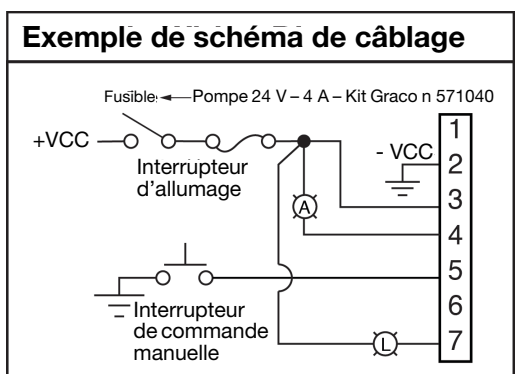 Exemple de schéma de câblage
Fusible Pompe 24 V – 4 A – Kit Graco n 571040
+VCC
Interrupteur
d'allumage
- VCC
1
2
3
4
5
6
7
A
Interrupteur
de commande
manuelle
L